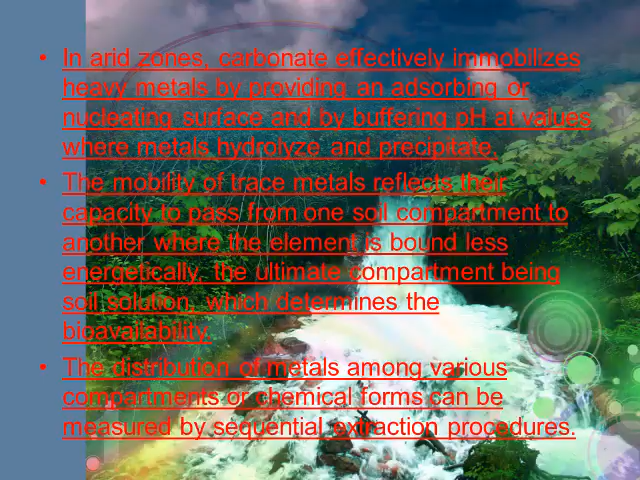 • In arid zones, carbonate effectively immobilizes
heavy metals by providing an adsorbing or
nucleating surface and by buffering pH at values
where metals hydrolyze and precipitate.
• The mobility of trace metals reflects their
capacity to pass from one soil compartment to
another where the element is bound less
energetically, the ultimate compartment being
soil solution, which determines the
bioavailability.
• The distribution of metals among various
compartments or chemical forms can be
measured by sequential extraction procedures.